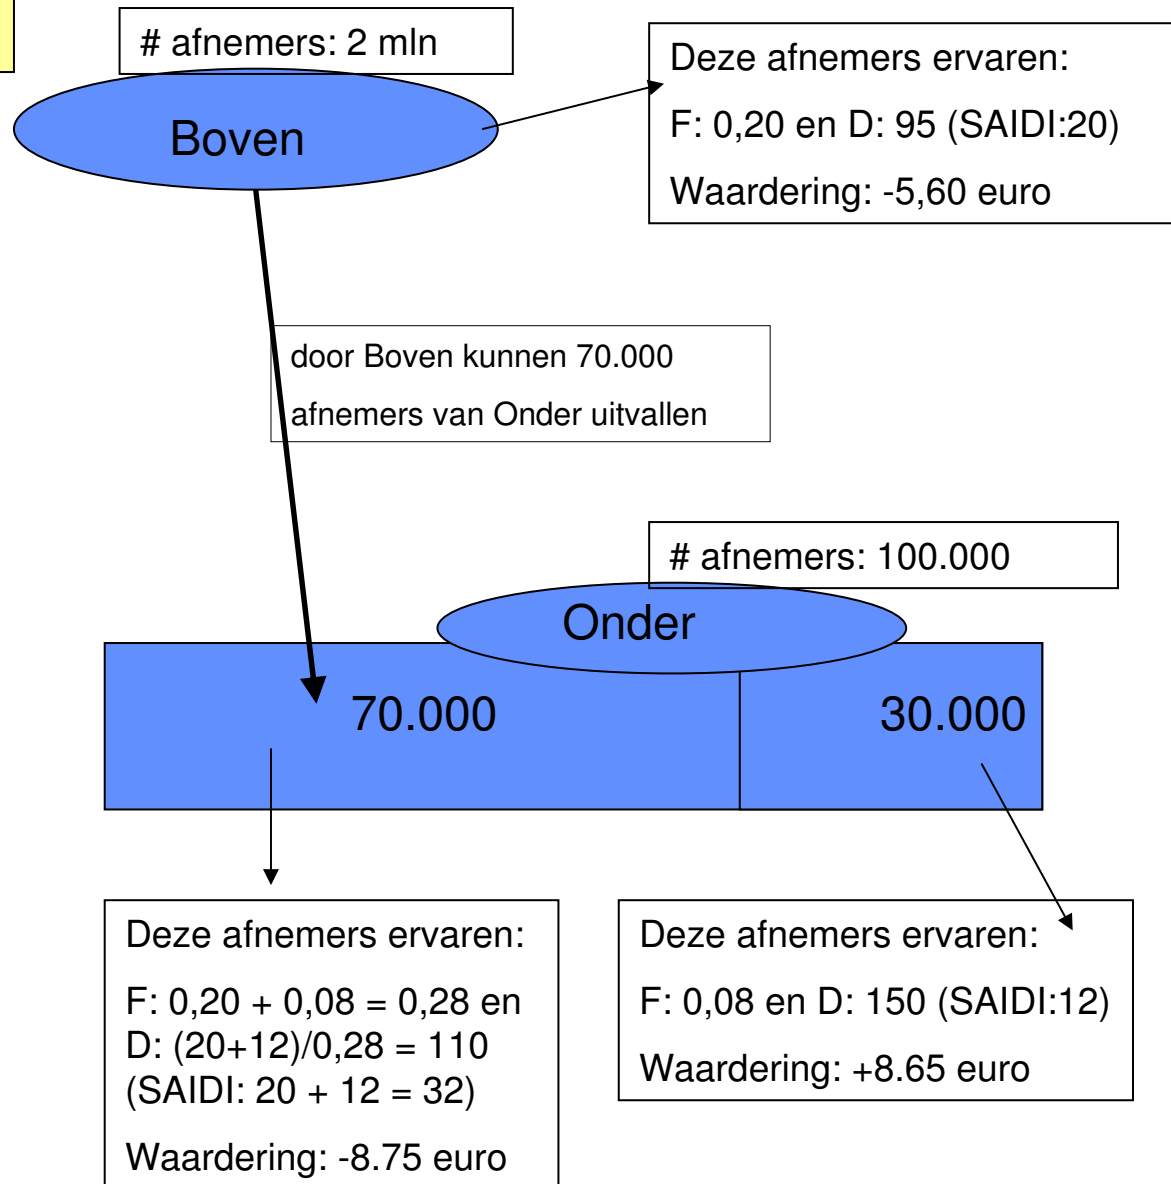 # afnemers: 2 mln
Boven
Deze afnemers ervaren:
F: 0,20 en D: 95 (SAIDI:20)
Waardering: -5,60 euro
door Boven kunnen 70.000
afnemers van Onder uitvallen
# afnemers: 100.000
Onder
70.000
30.000
Deze afnemers ervaren:
F: 0,20 + 0,08 = 0,28 en
D: (20+12)/0,28 = 110
(SAIDI: 20 + 12 = 32)
Waardering: -8.75 euro
Deze afnemers ervaren:
F: 0,08 en D: 150 (SAIDI:12)
Waardering: +8.65 euro